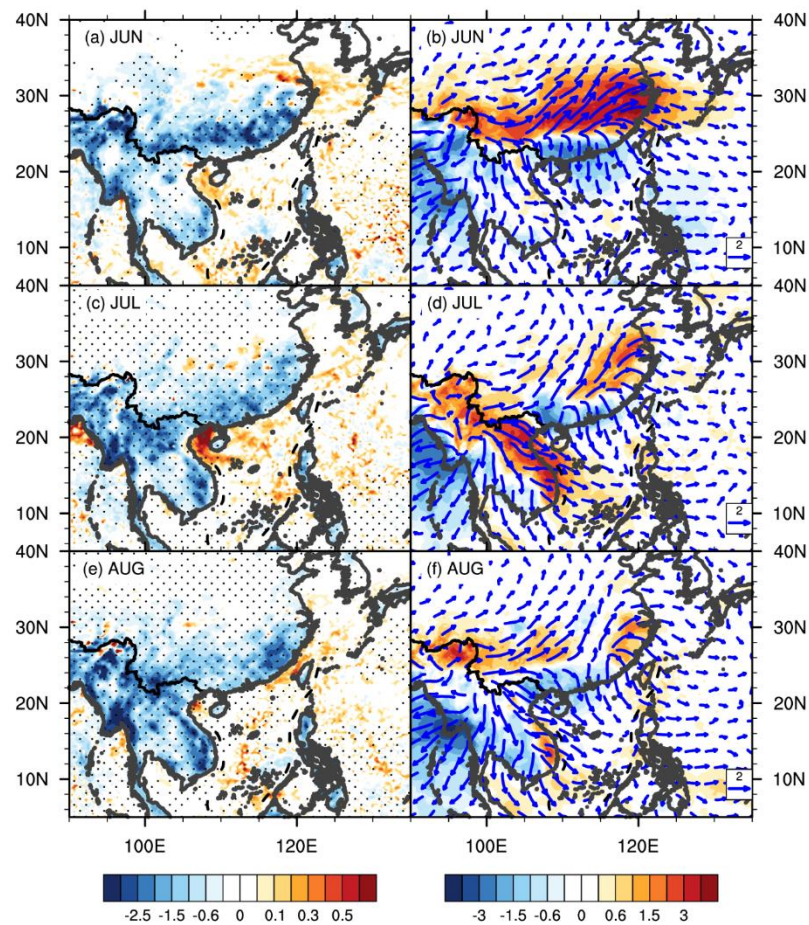 40N (a) JUN (b) JUN 40N
30N 30N
20N 20N
10N 10N
2
40N (c) JUL (d) JUL 40N
30N 30N
20N 20N
10N 10N
2
40N (e) AUG (f) AUG 40N
30N 30N
20N 20N
10N 10N
2
100E 120E 100E 120E
-2.5 -1.5 -0.6 0 0.1 0.3 0.5 -3 -1.5 -0.6 0 0.6 1.5 3